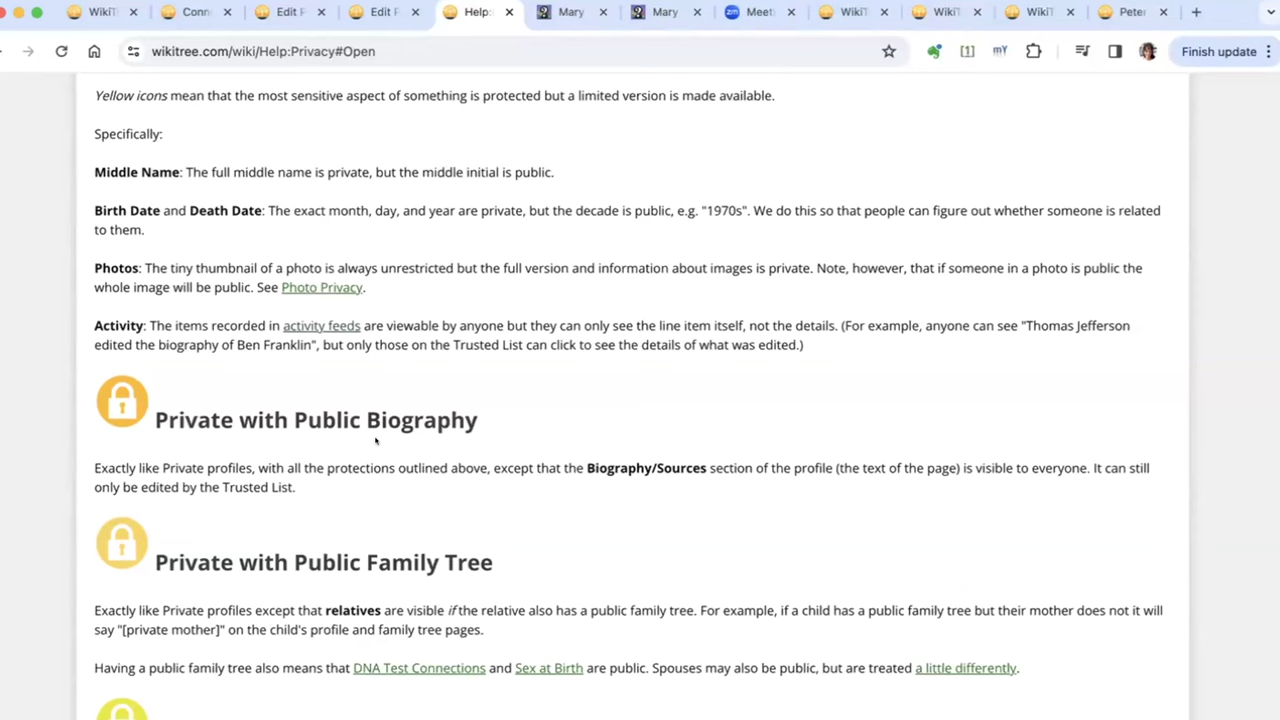 WikiT
Conn
Edit F
Edit F
Help:
Mary
Mary
Meeti
WikiT
WikiT
WikiT
Peter
wikitree.com/wiki/Help:Privacy#Open
[1]
mY
Finish update
Yellow icons mean that the most sensitive aspect of something is protected but a limited version is made available.
Specifically:
Middle Name: The full middle name is private, but the middle initial is public.
Birth Date and Death Date: The exact month, day, and year are private, but the decade is public, e.g. "1970s". We do this so that people can figure out whether someone is related
to them.
Photos: The tiny thumbnail of a photo is always unrestricted but the full version and information about images is private. Note, however, that if someone in a photo is public the
whole image will be public. See Photo Privacy.
Activity: The items recorded in activity feeds are viewable by anyone but they can only see the line item itself, not the details. (For example, anyone can see "Thomas Jefferson
edited the biography of Ben Franklin", but only those on the Trusted List can click to see the details of what was edited.)
Private with Public Biography
Exactly like Private profiles, with all the protections outlined above, except that the Biography/Sources section of the profile (the text of the page) is visible to everyone. It can still
only be edited by the Trusted List.
Private with Public Family Tree
Exactly like Private profiles except that relatives are visible if the relative also has a public family tree. For example, if a child has a public family tree but their mother does not it will
say "[private mother]" on the child's profile and family tree pages.
Having a public family tree also means that DNA Test Connections and Sex at Birth are public. Spouses may also be public, but are treated a little differently.